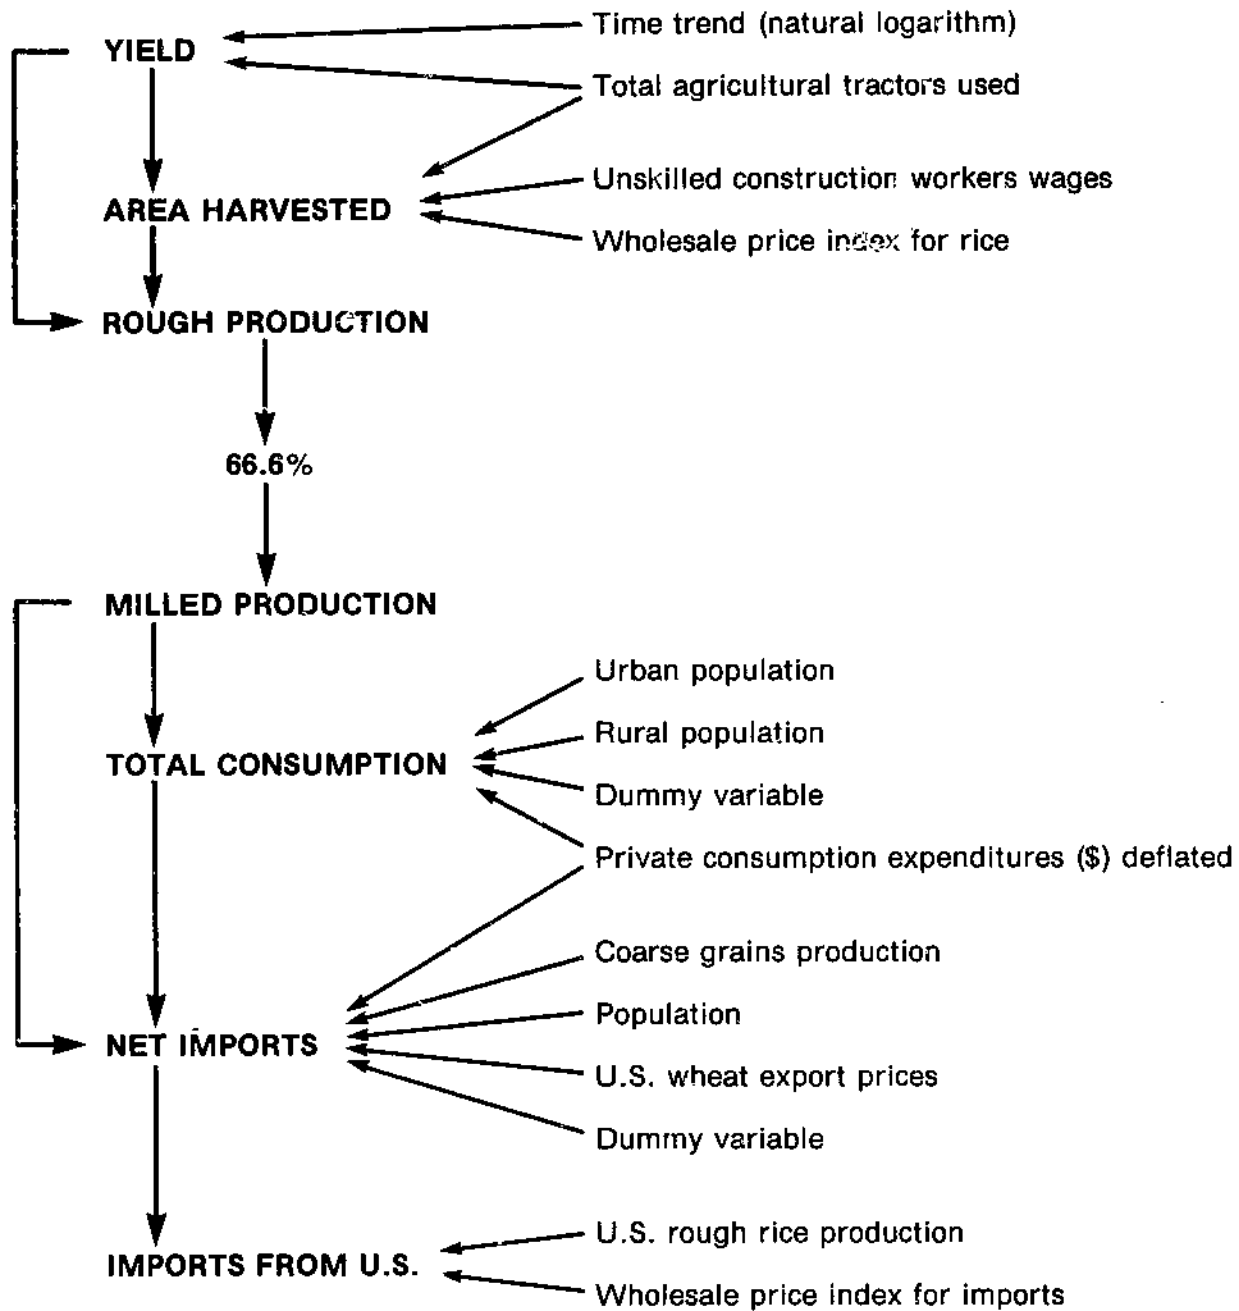 Time trend (natural logarithm)
YIELD
Total agricultural tractors used
Unskilled construction workers wages
AREA HARVESTED
Wholesale price index for rice
ROUGH PRODUCTION
66.6%
MILLED PRODUCTION
Urban population
Rural population
TOTAL CONSUMPTION
Dummy variable
Private consumption expenditures ($) deflated
Coarse grains production
Population
NET IMPORTS
U.S. wheat export prices
Dummy variable
U.S. rough rice production
IMPORTS FROM U.S.
Wholesale price index for imports